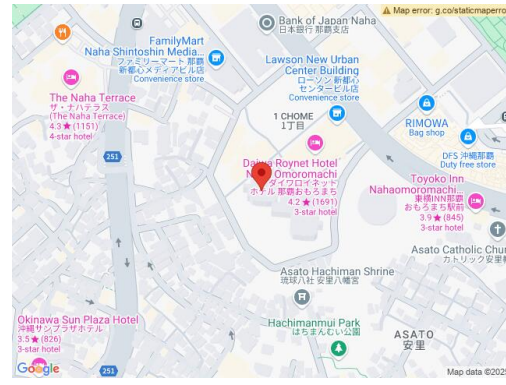 Map error: g.co/staticmaperro
Bank of Japan Naha
日本銀行 那覇支店
FamilyMart
Naha Shintoshin Media...
ファミリーマート 那覇
新都心メディアビル店
Convenience store
Lawson New Urban
Center Building
ローソン 新都心
センタービル店
Convenience store
The Naha Terrace
ザ・ナハテラス
(The Naha Terrace)
4.3★(1151)
4-star hotel
1 CHOME
1丁目
RIMOWA
Bag shop
DFS 沖縄那覇
Duty free store
251
Daiwa Roynet Hotel
Omoromachi
ダイワロイネット
ホテル 那覇おもろまち
4.2★(1691)
3-star hotel
Toyoko Inn
Nahaomoromachi...
東横INN那覇
おもろまち駅前
3.9★(845)
3-star hotel
Asato Catholic Chur
カトリック安里
Asato Hachiman Shrine
琉球八社 安里八幡宮
Okinawa Sun Plaza Hotel
沖縄サンプラザホテル
3.5★(826)
3-star hotel
251
Hachimanmui Park
はちまんむい公園
ASATO
安里
Google
Map data ©2025